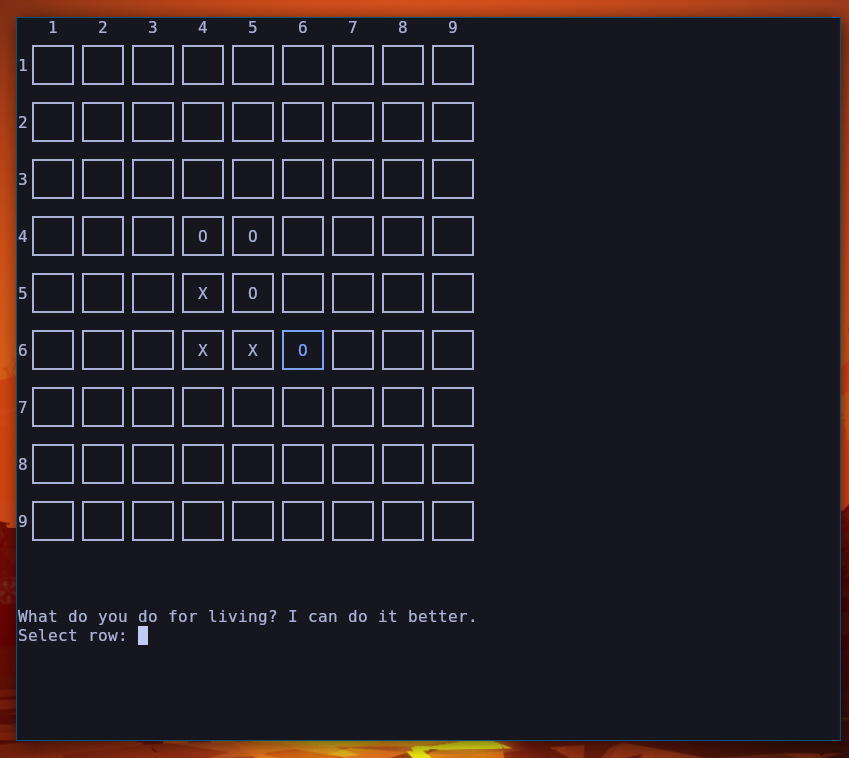 1 2 3 4 5 6 7 8 9
1
2
3
4 O O
5 X O
6 X X O
7
8
9
What do you do for living? I can do it better.
Select row: